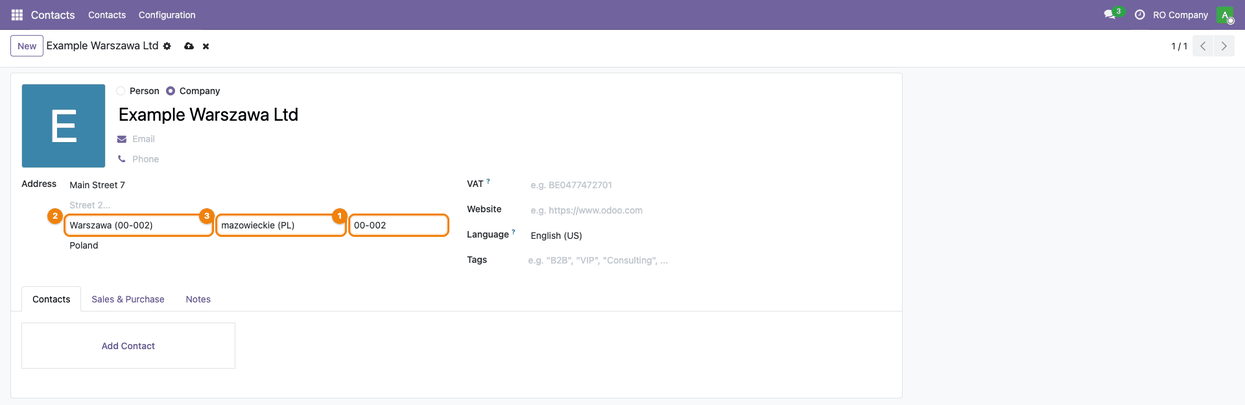 Contacts Contacts Configuration 3 RO Company A
New Example Warszawa Ltd 1 / 1
E
Person Company
Example Warszawa Ltd
Email
Phone
Address Main Street 7 VAT ? e.g. BE0477472701
Street 2...
Website e.g. https://www.odoo.com
2 Warszawa (00-002) 3 mazowieckie (PL) 1 00-002
Language ? English (US)
Poland
Tags e.g. "B2B", "VIP", "Consulting", ...
Contacts Sales & Purchase Notes
Add Contact